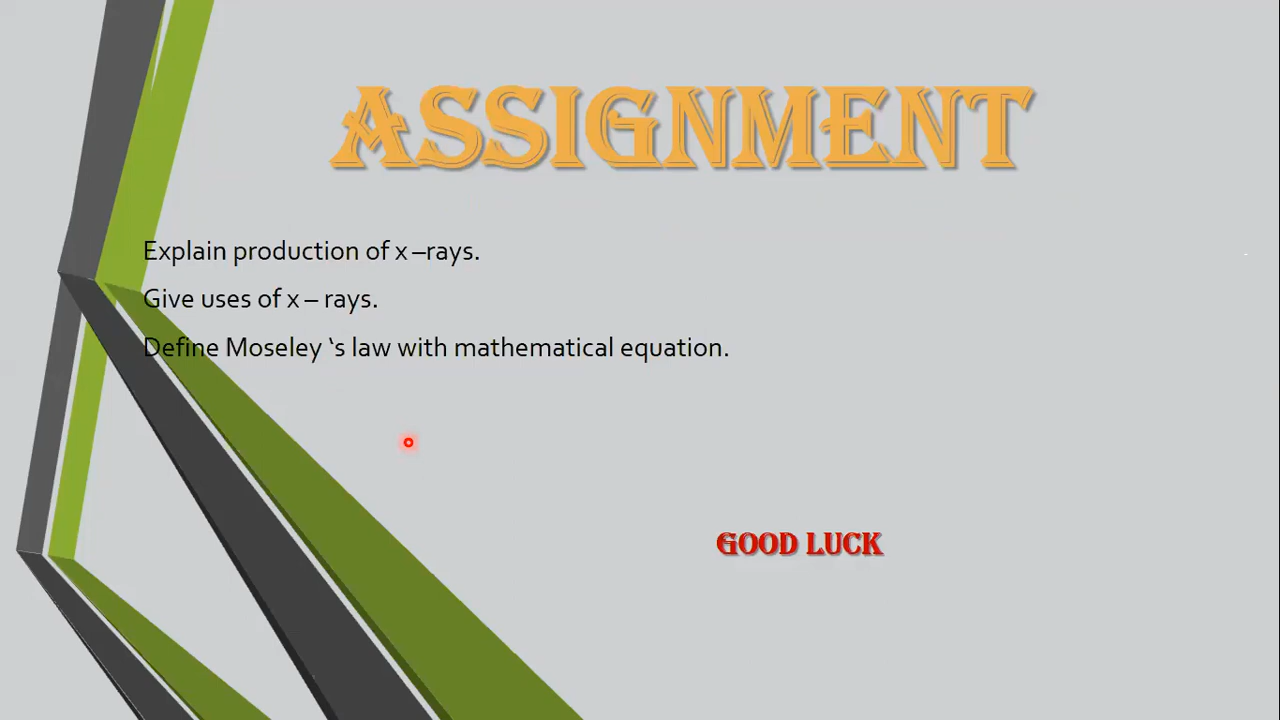 ASSIGNMENT
Explain production of x –rays.
Give uses of x – rays.
Define Moseley ‘s law with mathematical equation.
GOOD LUCK